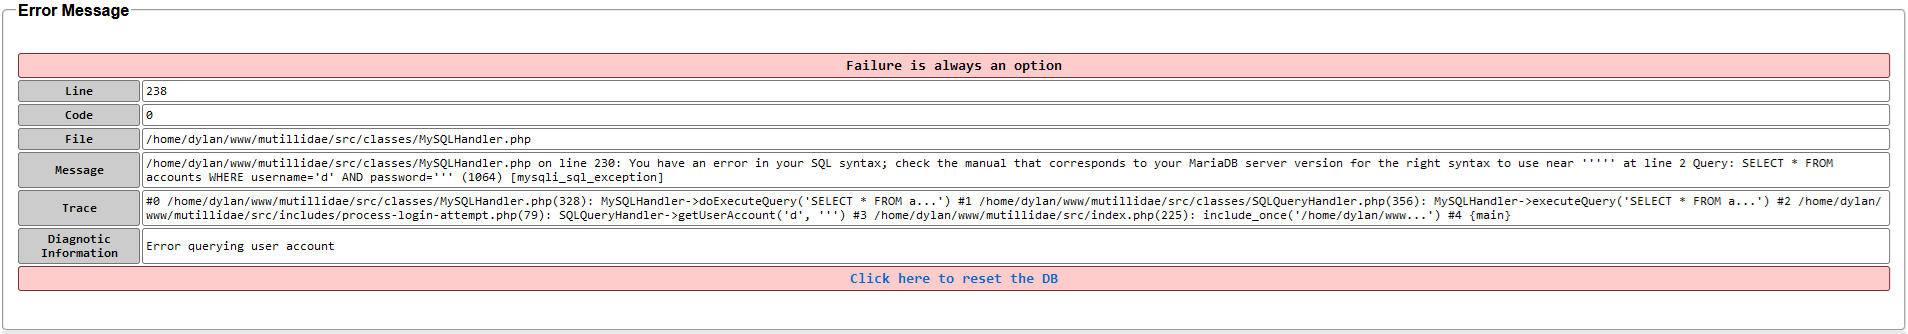 Error Message
Failure is always an option
Line 238
Code 0
File /home/dylan/www/mutillidae/src/classes/MySQLHandler.php
Message /home/dylan/www/mutillidae/src/classes/MySQLHandler.php on line 230: You have an error in your SQL syntax; check the manual that corresponds to your MariaDB server version for the right syntax to use near ''''' at line 2 Query: SELECT * FROM
accounts WHERE username='d' AND password=''' (1064) [mysqli_sql_exception]
Trace #0 /home/dylan/www/mutillidae/src/classes/MySQLHandler.php(328): MySQLHandler->doExecuteQuery('SELECT * FROM a...') #1 /home/dylan/www/mutillidae/src/classes/SQLQueryHandler.php(356): MySQLHandler->executeQuery('SELECT * FROM a...') #2 /home/dylan/
www/mutillidae/src/includes/process-login-attempt.php(79): SQLQueryHandler->getUserAccount('d', ''') #3 /home/dylan/www/mutillidae/src/index.php(225): include_once('/home/dylan/www...') #4 {main}
Diagnotic
Information Error querying user account
Click here to reset the DB